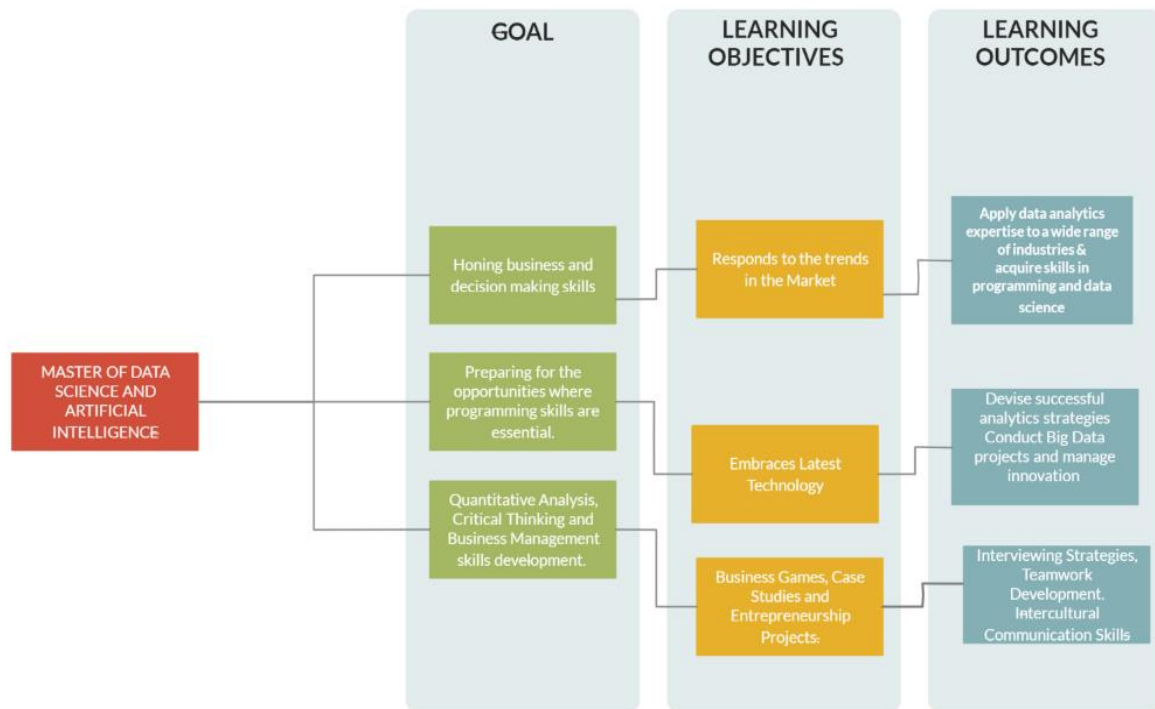 GOAL
LEARNING
OBJECTIVES
LEARNING
OUTCOMES
MASTER OF DATA
SCIENCE AND
ARTIFICIAL
INTELLIGENCE
Honing business and
decision making skills
Responds to the trends
in the Market
Apply data analytics
expertise to a wide range
of industries &
acquire skills in
programming and data
science
Preparing for the
opportunities where
programming skills are
essential.
Embraces Latest
Technology
Devise successful
analytics strategies
Conduct Big Data
projects and manage
innovation
Quantitative Analysis,
Critical Thinking and
Business Management
skills development.
Business Games, Case
Studies and
Entrepreneurship
Projects.
Interviewing Strategies,
Teamwork
Development.
Intercultural
Communication Skills